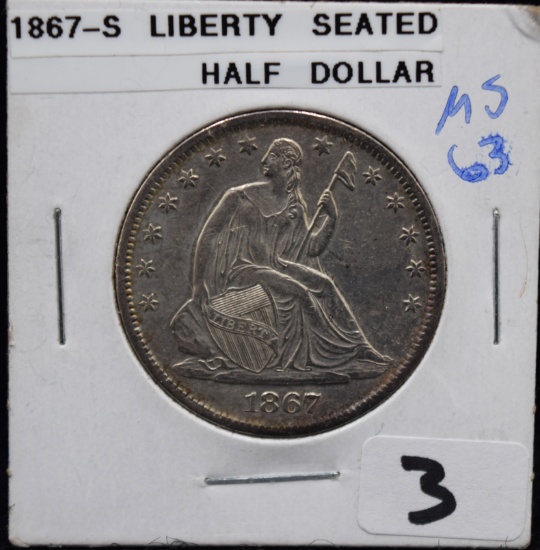 1867-S LIBERTY SEATED
HALF DOLLAR
MS
63
LIBERTY
1867
3